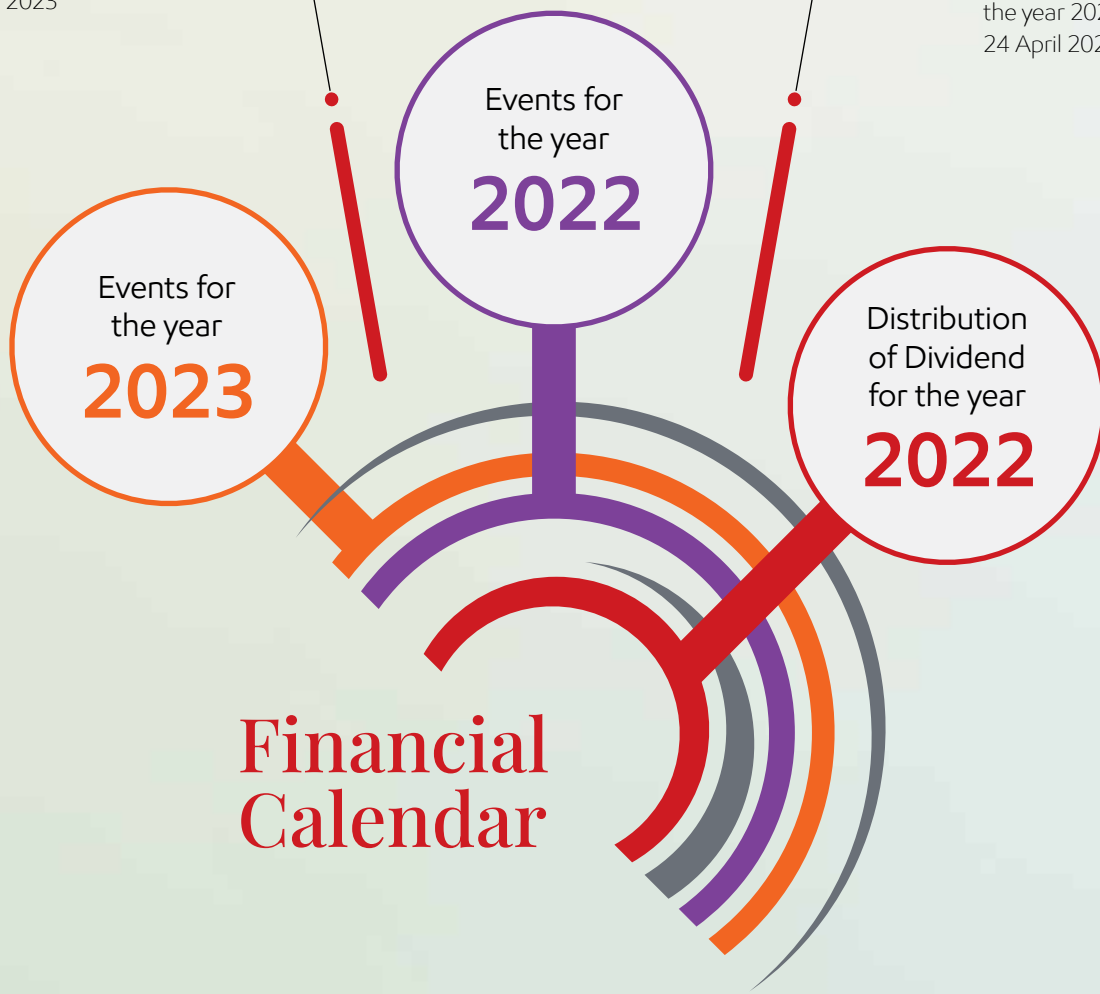 2023
the year 202
24 April 202
Events for
the year
2022
Events for
the year
2023
Distribution
of Dividend
for the year
2022
Financial
Calendar